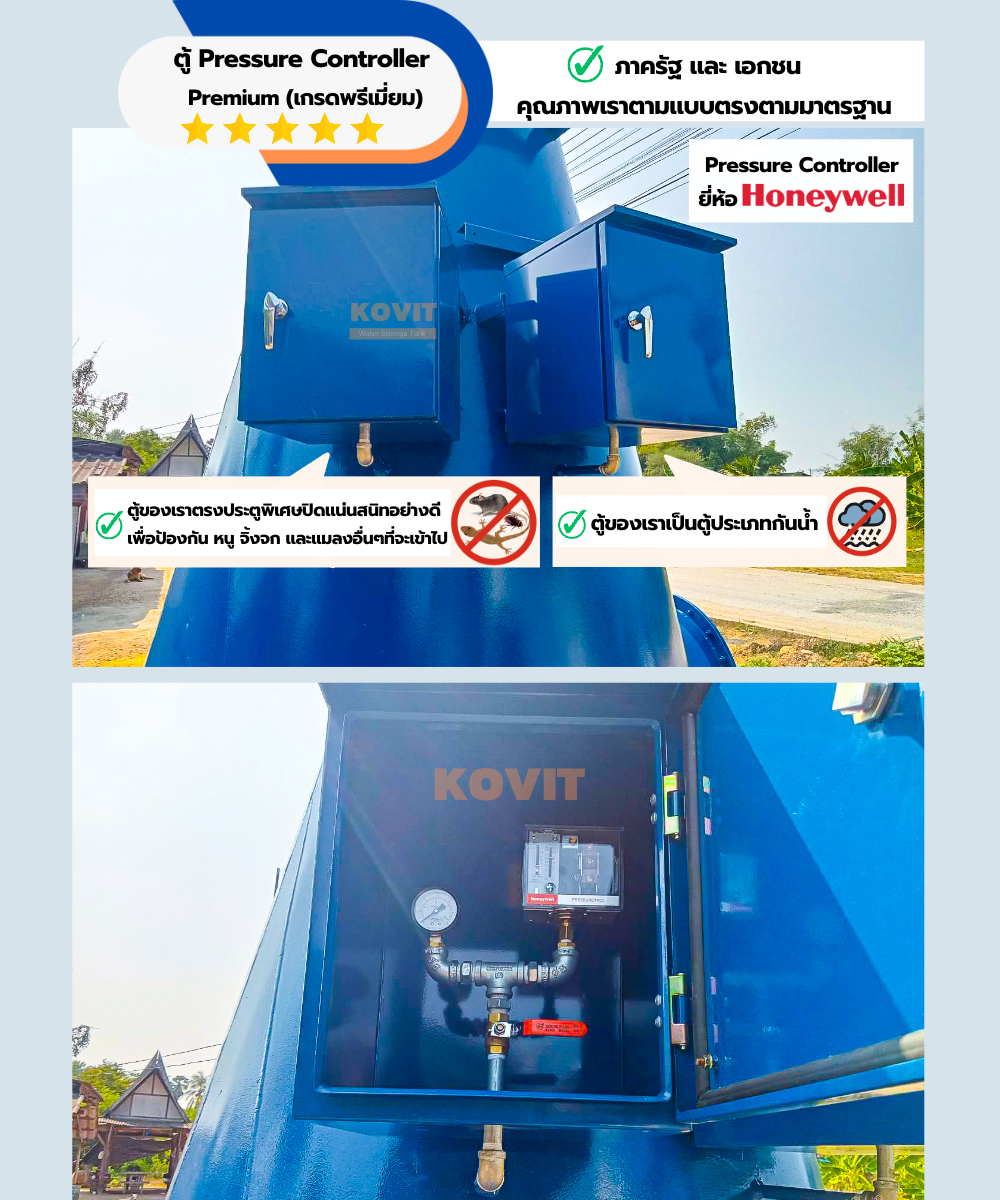 ตู้ Pressure Controller
Premium (เกรดพรีเมี่ยม)
ภาครัฐ และ เอกชน
คุณภาพเราตามแบบตรงตามมาตรฐาน
Pressure Controller
ยี่ห้อ Honeywell
KOVIT
Water Storage Tank
ตู้ของเราตรงประตูพิเศษปิดแน่นสนิทอย่างดี
เพื่อป้องกัน หนู จิ้งจก และแมลงอื่นๆที่จะเข้าไป
ตู้ของเราเป็นตู้ประเภทกันน้ำ
KOVIT
Honeywell